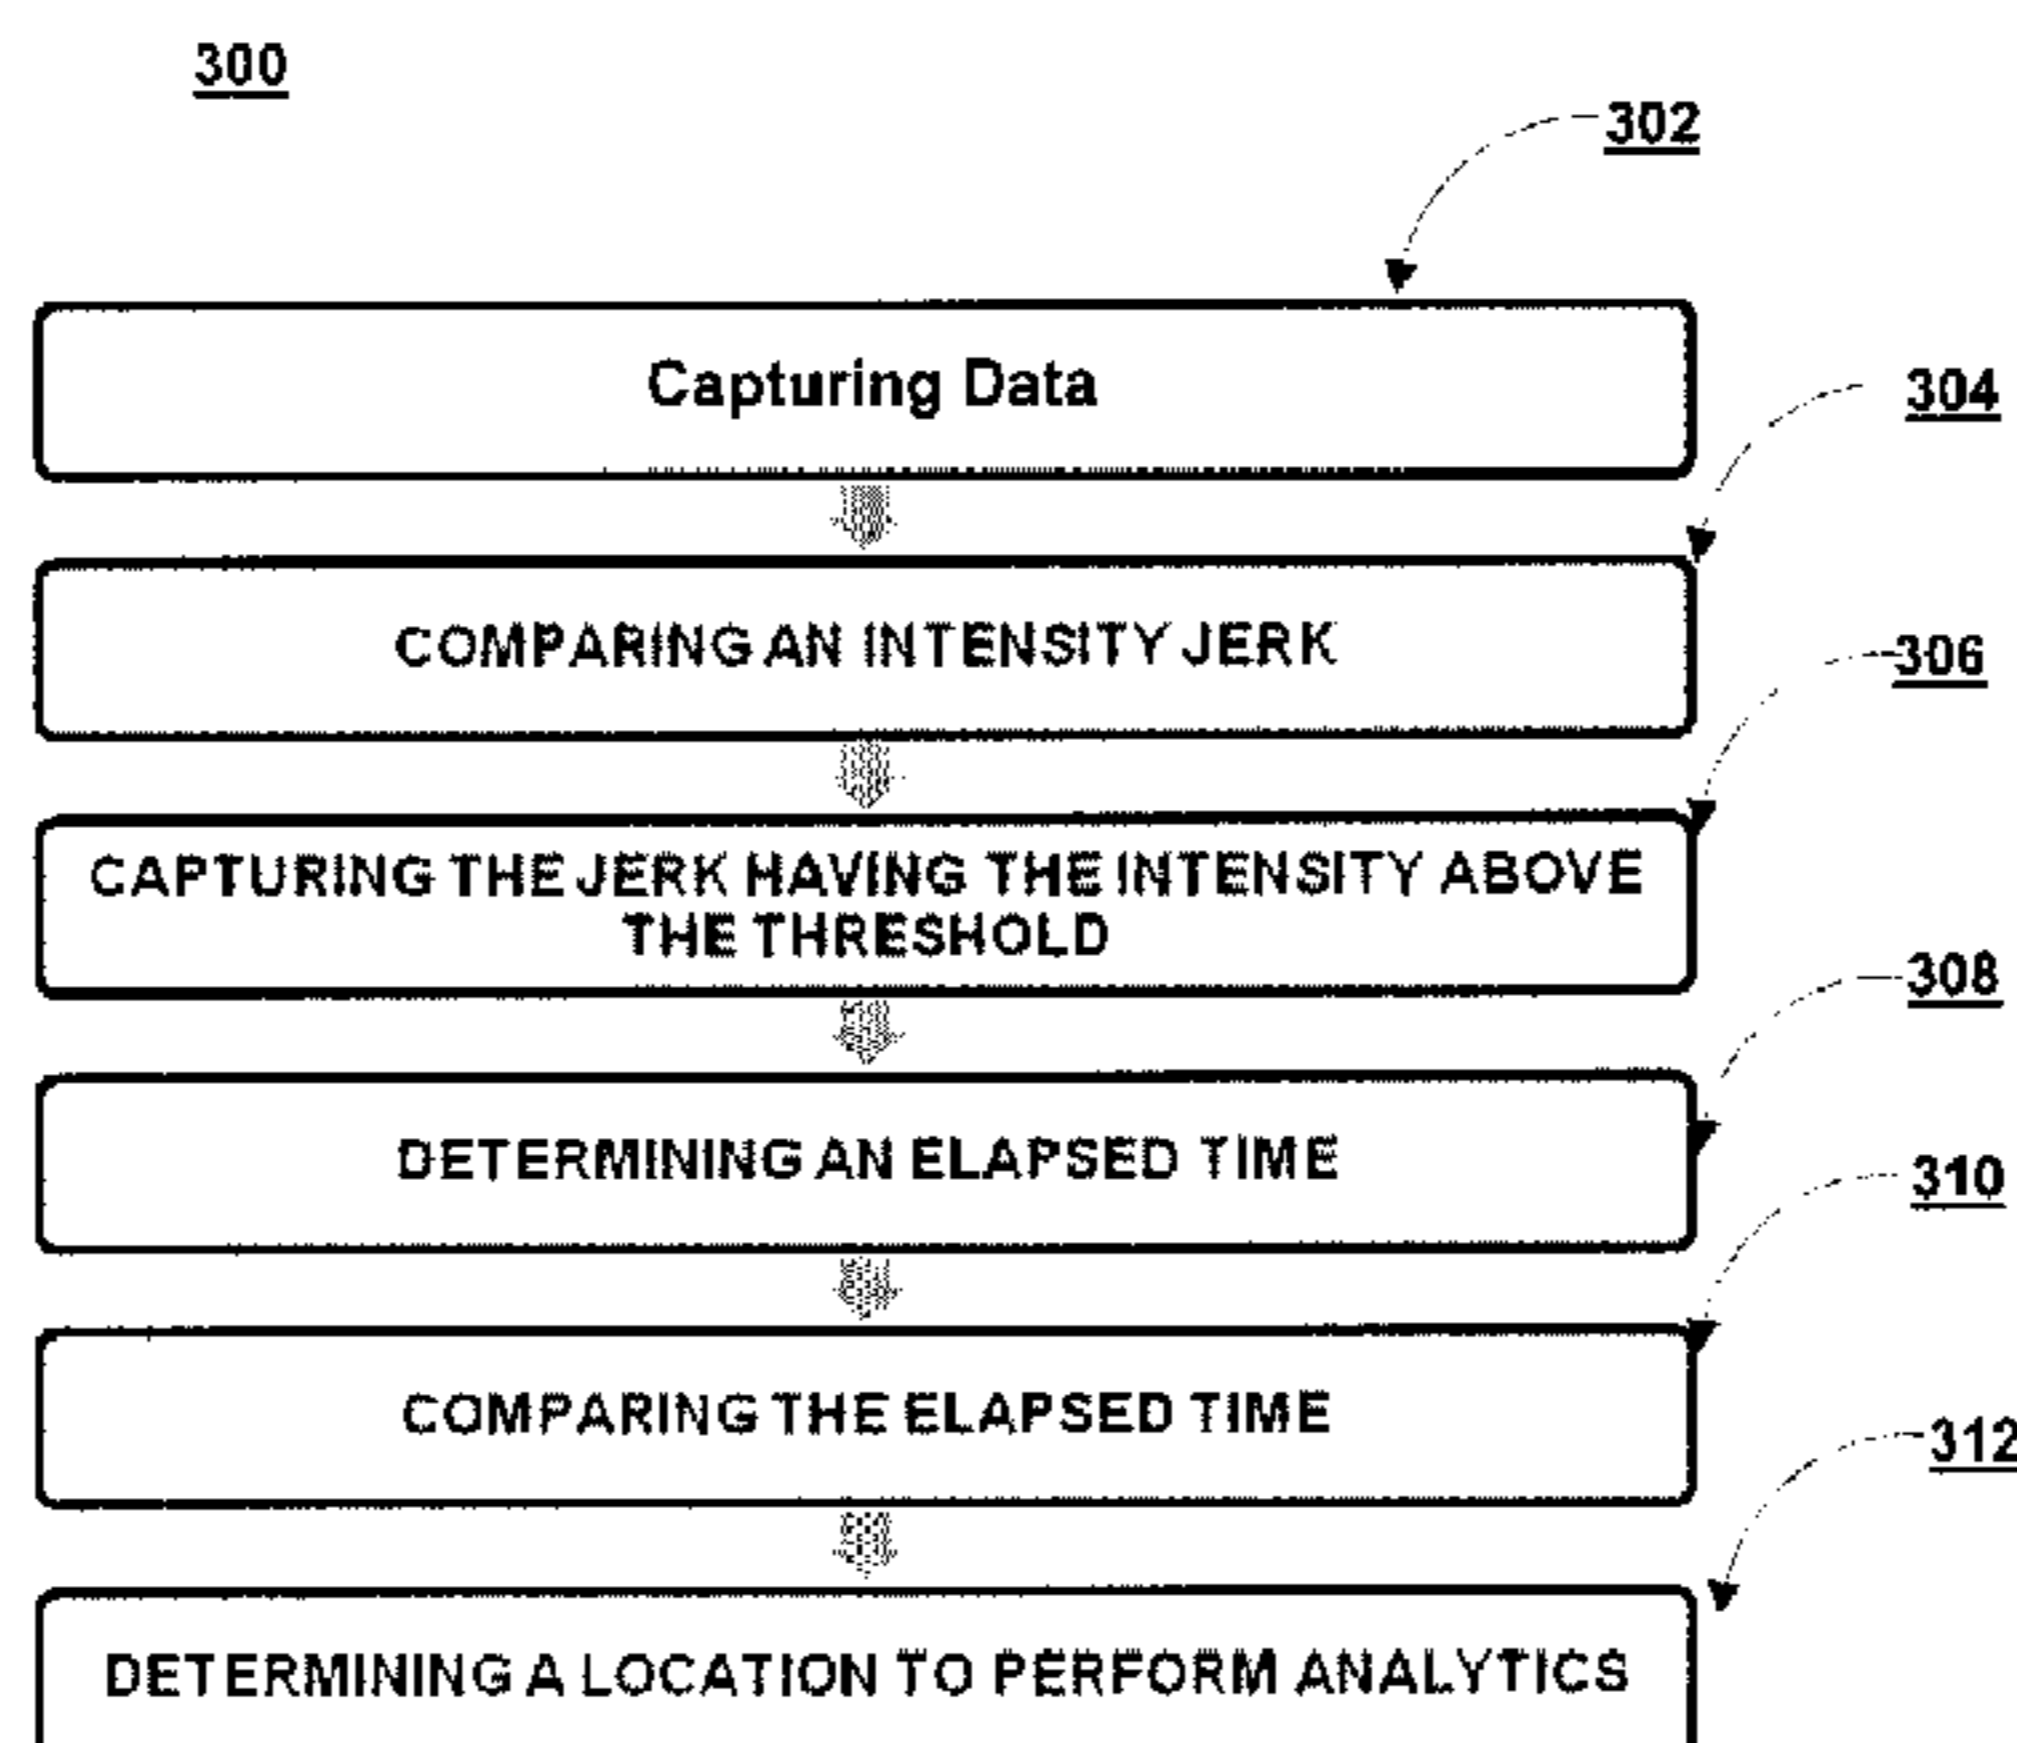 300
302
Capturing Data
304
COMPARING AN INTENSITY JERK
306
CAPTURING THE JERK HAVING THE INTENSITY ABOVE
THE THRESHOLD
308
DETERMINING AN ELAPSED TIME
310
COMPARING THE ELAPSED TIME
312
DETERMINING A LOCATION TO PERFORM ANALYTICS